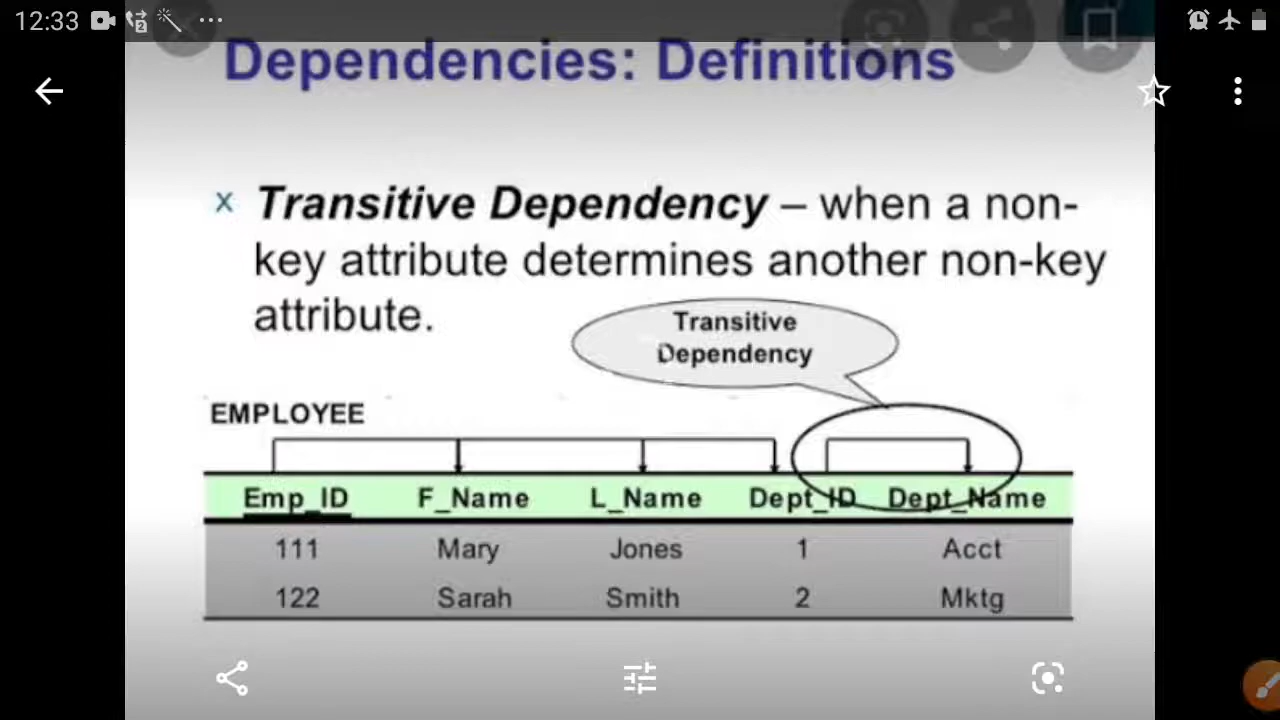 12:33
Dependencies: Definitions
x Transitive Dependency – when a non-
key attribute determines another non-key
attribute.
Transitive
Dependency
EMPLOYEE
Emp_ID F_Name L_Name Dept_ID Dept_Name
111 Mary Jones 1 Acct
122 Sarah Smith 2 Mktg